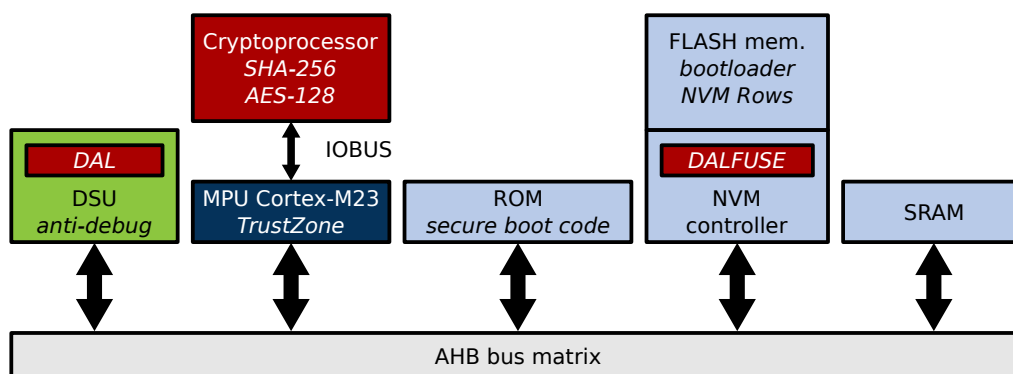 Cryptoprocessor
SHA-256
AES-128
FLASH mem.
bootloader
NVM Rows
IOBUS
DAL
DSU
anti-debug
MPU Cortex-M23
TrustZone
ROM
secure boot code
DALFUSE
NVM
controller
SRAM
AHB bus matrix